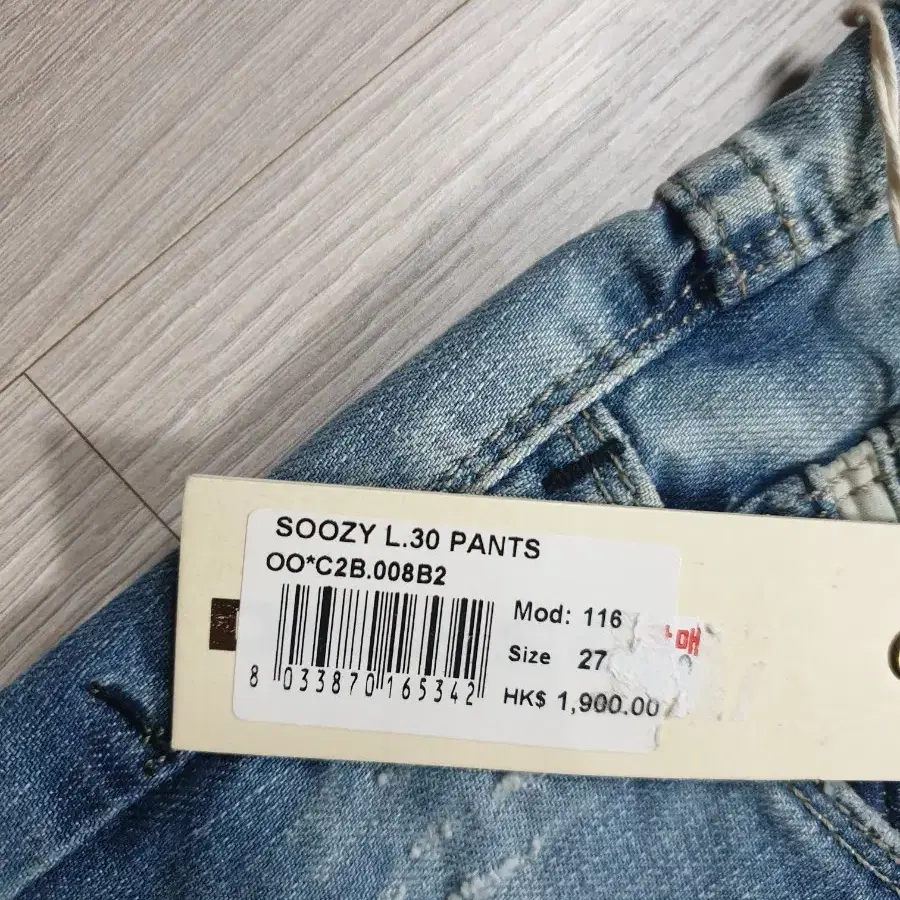 SOOZY L.30 PANTS
OO*C2B.008B2
Mod: 116
Size 27
HK$ 1,900.00
8 033870 165342